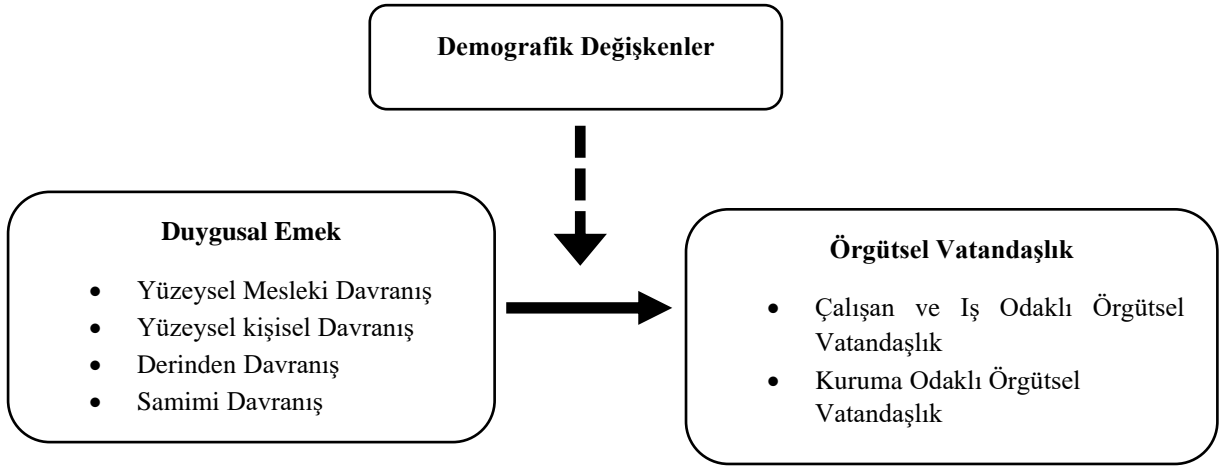 Demografik Değişkenler
Duygusal Emek
• Yüzeysel Mesleki Davranış
• Yüzeysel kişisel Davranış
• Derinden Davranış
• Samimi Davranış
Örgütsel Vatandaşlık
• Çalışan ve Iş Odaklı Örgütsel
Vatandaşlık
• Kuruma Odaklı Örgütsel
Vatandaşlık